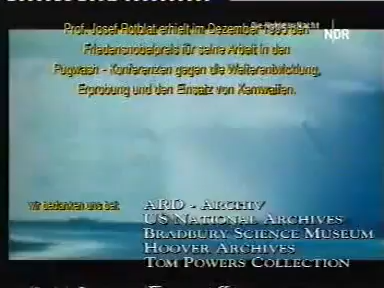 Prof. Josef Rotblat erhielt im Dezember 1995 den
Friedensnobelpreis für seine Arbeit in den
Pugwash - Konferenzen gegen die Weiterentwicklung,
Erprobung und den Einsatz von Kernwaffen.
NDR
wir bedanken uns bei:
ARD - ARCHIV
US NATIONAL ARCHIVES
BRADBURY SCIENCE MUSEUM
HOOVER ARCHIVES
TOM POWERS COLLECTION